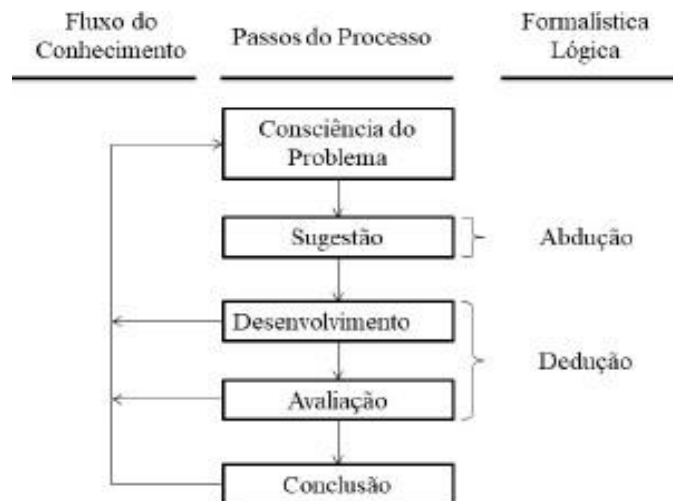 Fluxo do
Conhecimento
Passos do Processo
Formalística
Lógica
Consciência do
Problema
Sugestão
Abdução
Desenvolvimento
Dedução
Avaliação
Conclusão